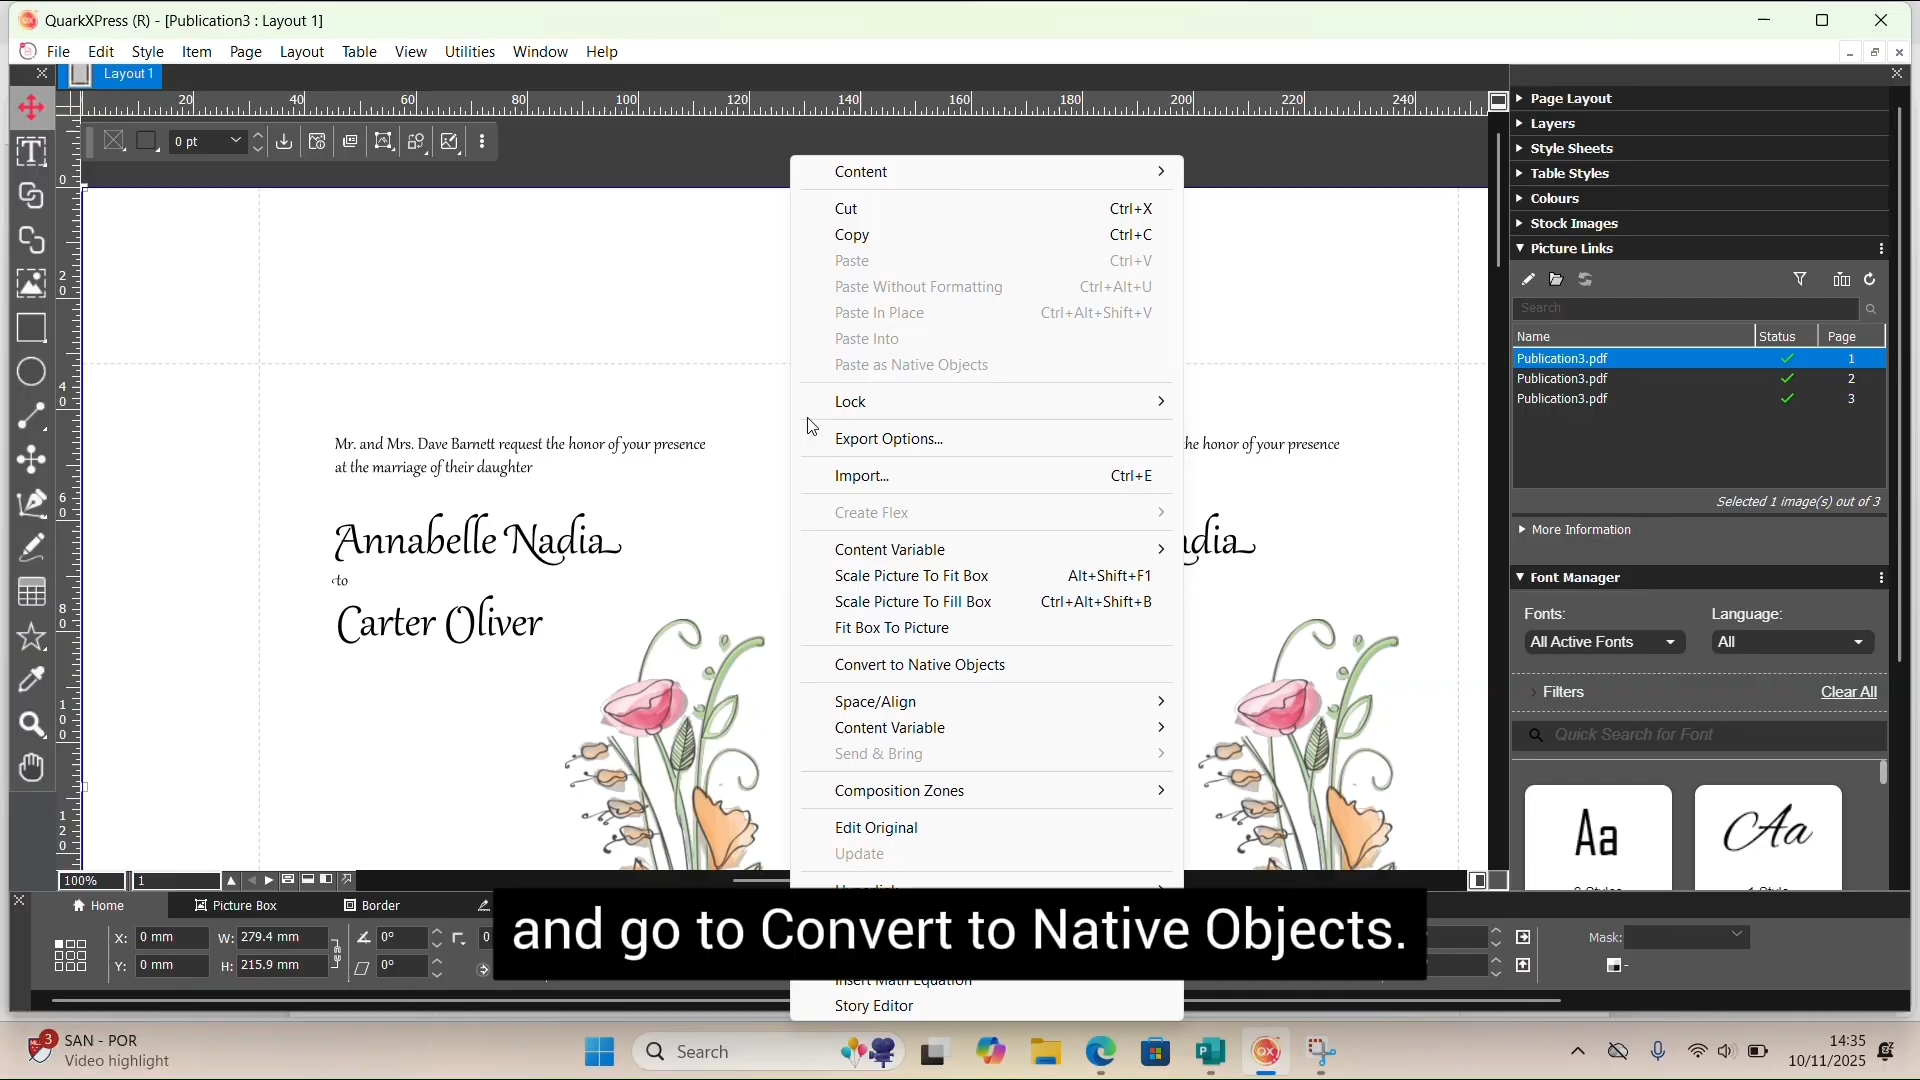 QuarkXPress (R) - [Publication3 : Layout 1]
File Edit Style Item Page Layout Table View Utilities Window Help
Layout 1
20 40 60 80 100 120 140 160 180 200 220 240
0 pt
0
20
40
60
80
100
120
Mr. and Mrs. Dave Barnett request the honor of your presence
at the marriage of their daughter
Annabelle Nadia
to
Carter Oliver
the honor of your presence
dia
Content
Cut Ctrl+X
Copy Ctrl+C
Paste Ctrl+V
Paste Without Formatting Ctrl+Alt+U
Paste In Place Ctrl+Alt+Shift+V
Paste Into
Paste as Native Objects
Lock
Export Options...
Import... Ctrl+E
Create Flex
Content Variable
Scale Picture To Fit Box Alt+Shift+F1
Scale Picture To Fill Box Ctrl+Alt+Shift+B
Fit Box To Picture
Convert to Native Objects
Space/Align
Content Variable
Send & Bring
Composition Zones
Edit Original
Update
Hyperlink
Insert Math Equation
Story Editor
Page Layout
Layers
Style Sheets
Table Styles
Colours
Stock Images
Picture Links
Search
Name Status Page
Publication3.pdf 1
Publication3.pdf 2
Publication3.pdf 3
Selected 1 image(s) out of 3
More Information
Font Manager
Fonts: Language:
All Active Fonts All
Filters Clear All
Quick Search for Font
Aa Aa
100% 1
Home Picture Box Border
X: 0 mm W: 279.4 mm 0° 0
Y: 0 mm H: 215.9 mm 0°
Mask:
and go to Convert to Native Objects.
3 SAN - POR
Video highlight
Search
14:35
10/11/2025